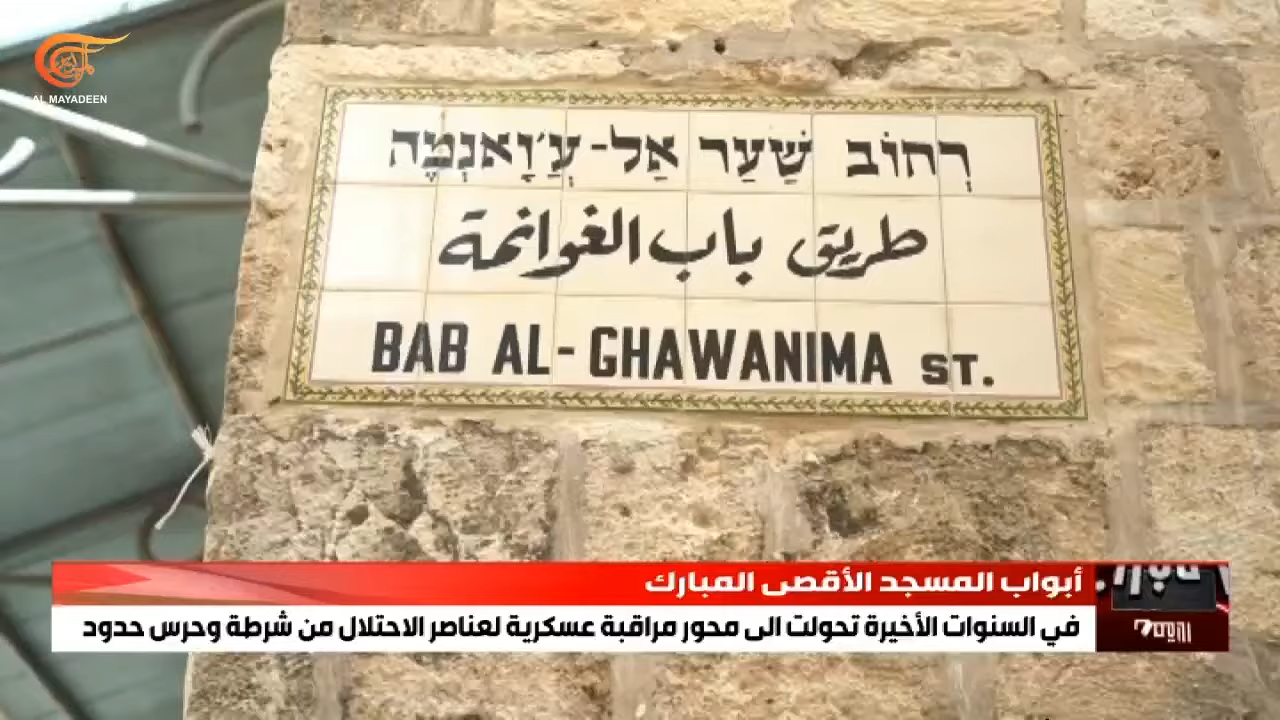 AL MAYADEEN
רְחוֹב שַׁעַר אַל-עַ׳וָאנְמֶה
طريق باب الغوانمة
BAB AL-GHAWANIMA ST.
أبواب المسجد الأقصى المبارك
في السنوات الأخيرة تحولت الى محور مراقبة عسكرية لعناصر الاحتلال من شرطة وحرس حدود